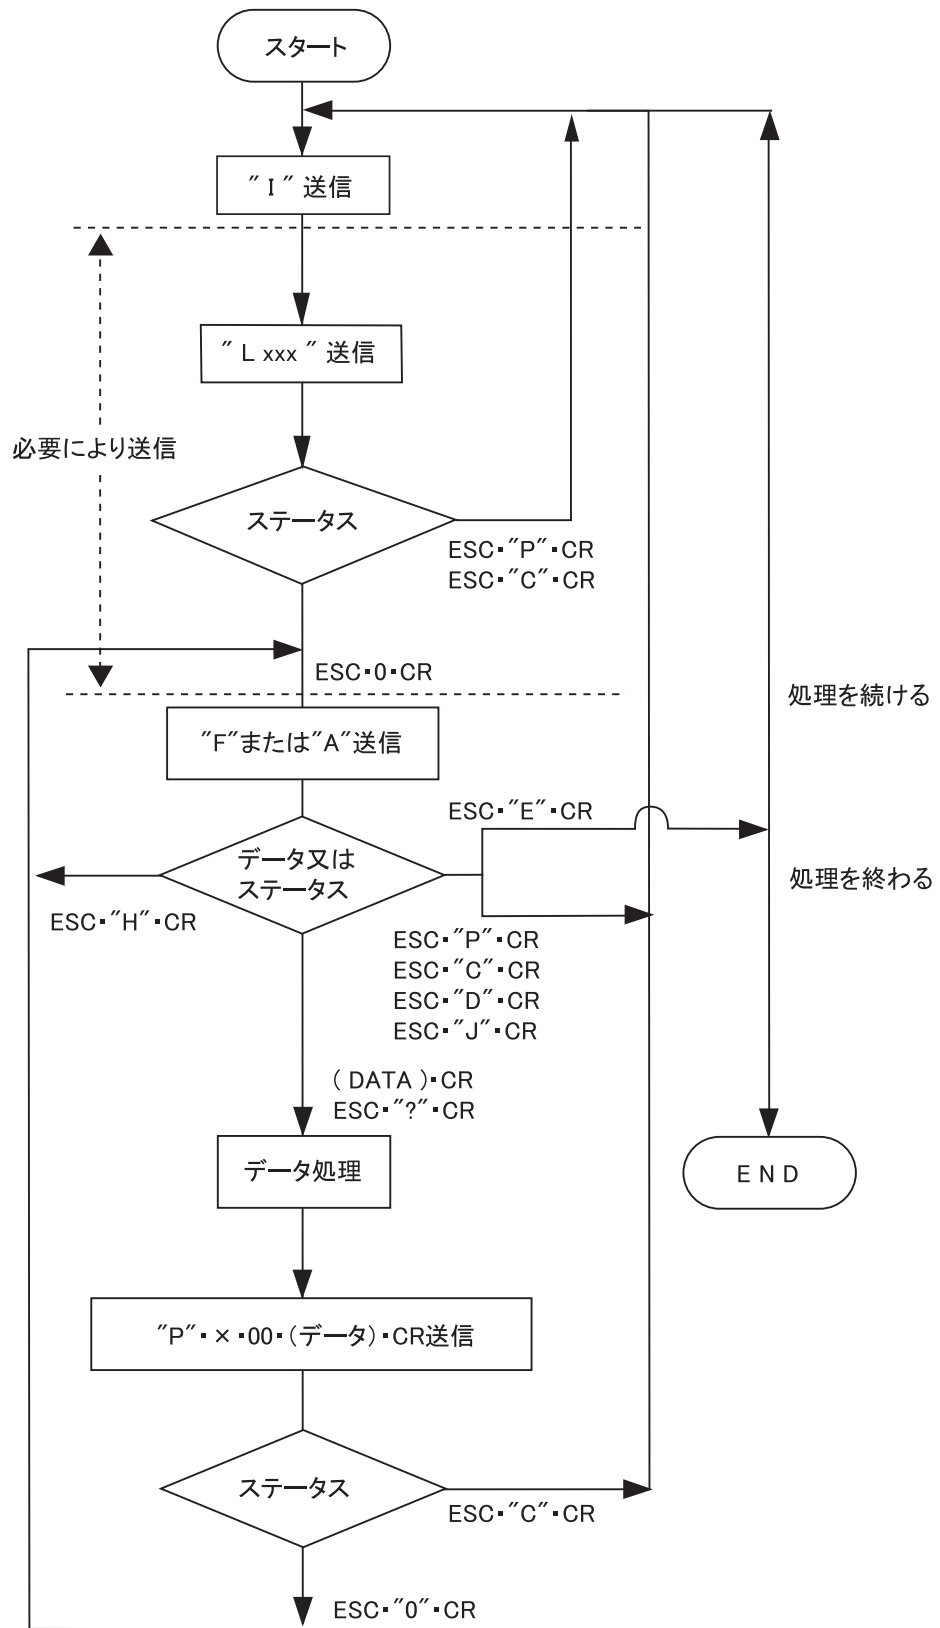 スタート
"I" 送信
"L xxx" 送信
必要により送信
ステータス
ESC・"P"・CR
ESC・"C"・CR
ESC・0・CR
処理を続ける
"F"または"A"送信
ESC・"E"・CR
データ又は
ステータス
処理を終わる
ESC・"H"・CR
ESC・"P"・CR
ESC・"C"・CR
ESC・"D"・CR
ESC・"J"・CR
(DATA)・CR
ESC・"?"・CR
データ処理
END
"P"・×・00・(データ)・CR送信
ステータス
ESC・"C"・CR
ESC・"0"・CR